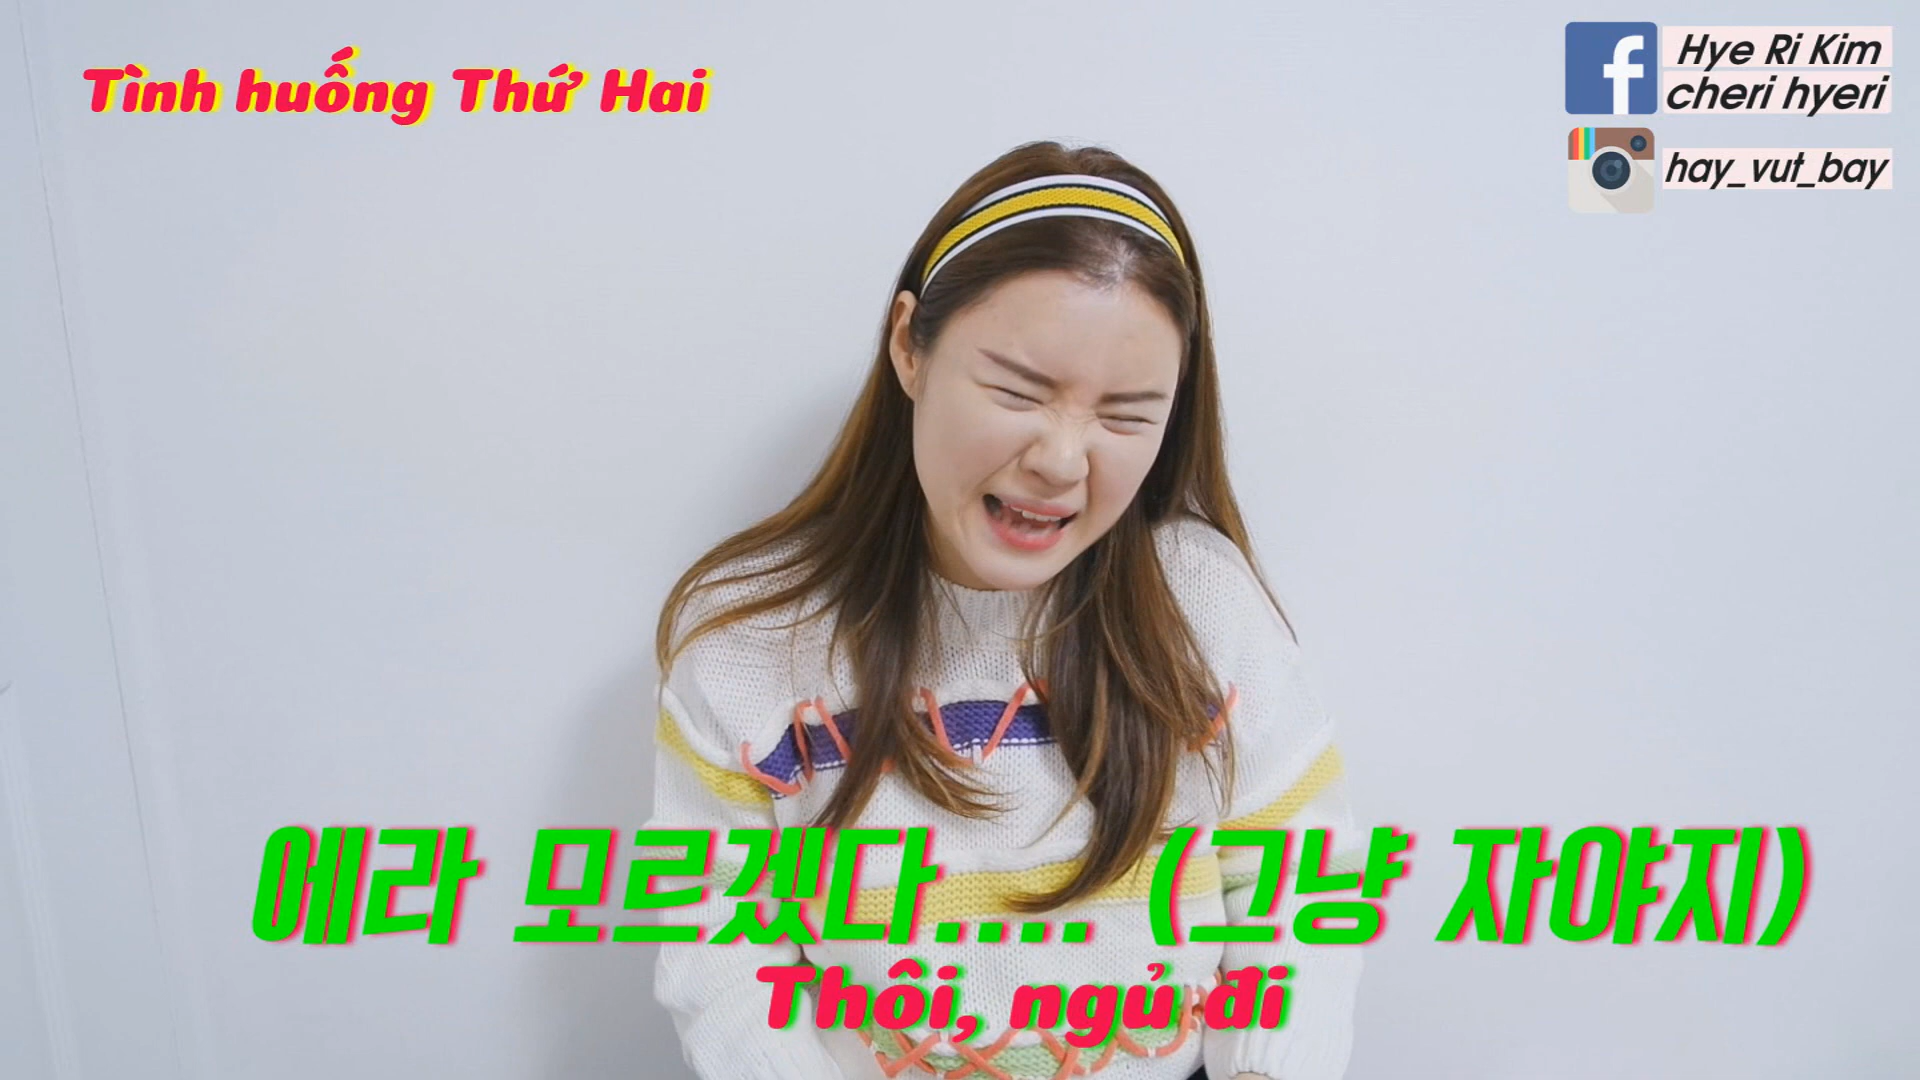 Tình huống Thứ Hai
Hye Ri Kim
cheri hyeri
hay_vut_bay
에라 모르겠다.... (그냥 자야지)
Thôi, ngủ đi